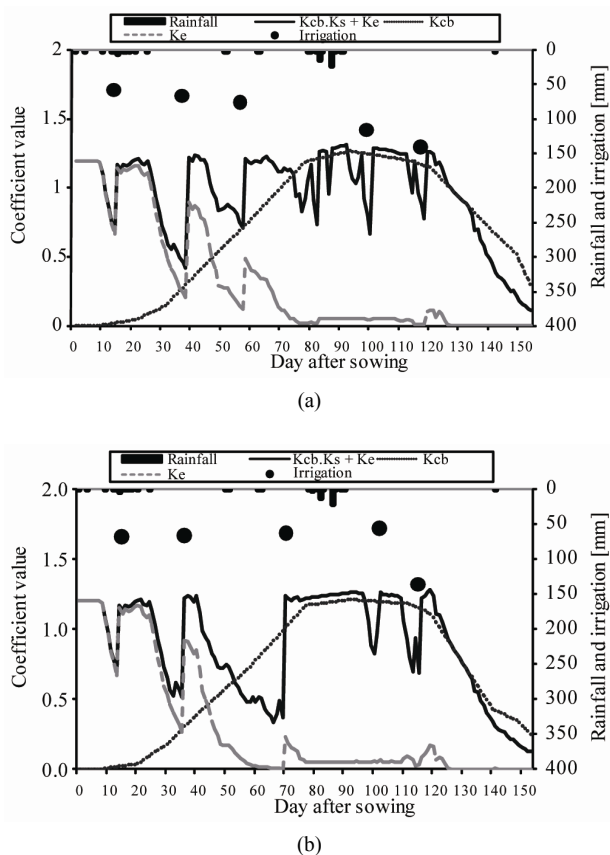 Rainfall Kcb.Ks + Ke Kcb
Ke Irrigation
2
1.5
1
0.5
0
0
50
100
150
200
250
300
350
400
0 10 20 30 40 50 60 70 80 90 100 110 120 130 140 150
Coefficient value
Rainfall and irrigation [mm]
Day after sowing
(a)
Rainfall Kcb.Ks + Ke Kcb
Ke Irrigation
2.0
1.5
1.0
0.5
0.0
0
50
100
150
200
250
300
350
400
0 10 20 30 40 50 60 70 80 90 100 110 120 130 140 150
Coefficient value
Rainfall and irrigation [mm]
Day after sowing
(b)